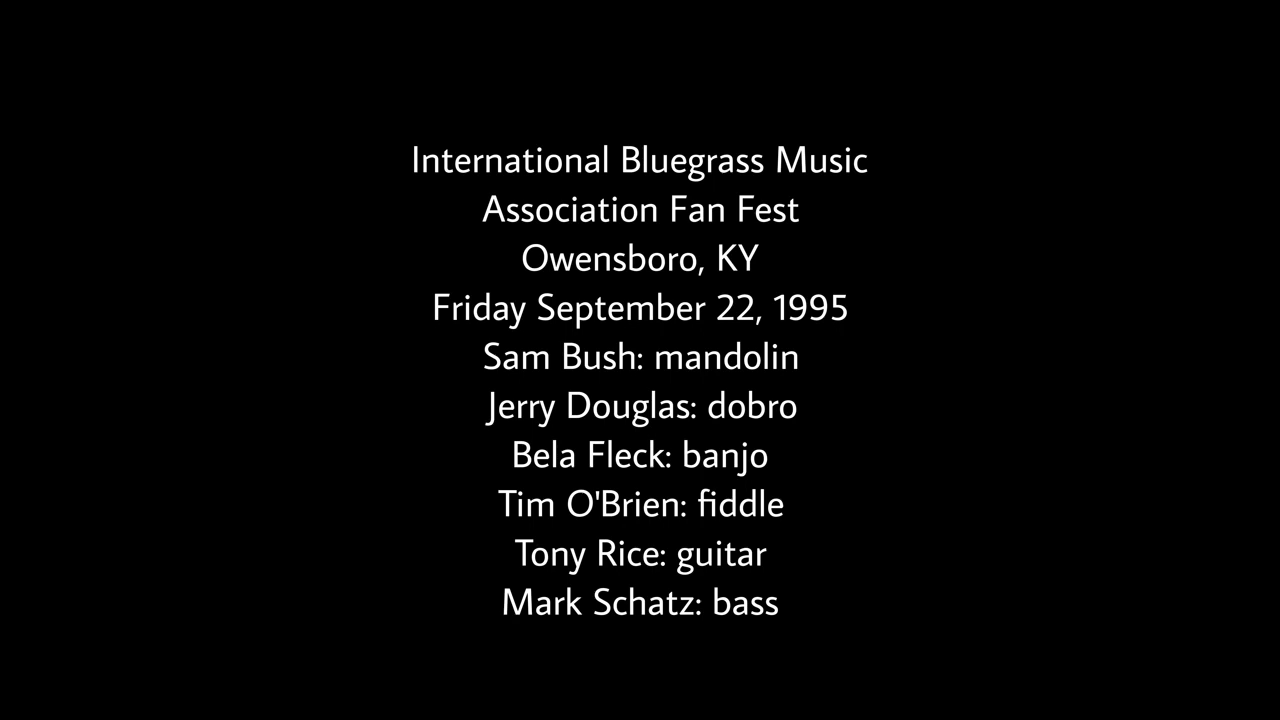 International Bluegrass Music
Association Fan Fest
Owensboro, KY
Friday September 22, 1995
Sam Bush: mandolin
Jerry Douglas: dobro
Bela Fleck: banjo
Tim O'Brien: fiddle
Tony Rice: guitar
Mark Schatz: bass